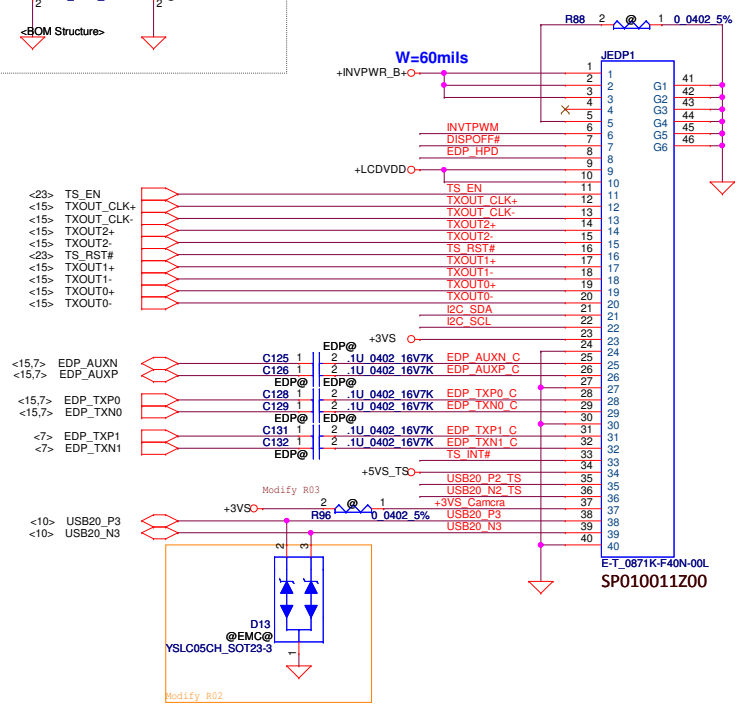 2 2
<BOM Structure>
R88 2 @ 1 0_0402_5%
W=60mils
JEDP1
+INVPWR_B+
1 1
2 2
3 3
4 4
5 5
INVTPWM 6 6
DISPOFF# 7 7
EDP_HPD 8 8
+LCDVDD 9 9
10 10
G1 41
G2 42
G3 43
G4 44
G5 45
G6 46
<23> TS_EN TS_EN 11 11
<15> TXOUT_CLK+ TXOUT_CLK+ 12 12
<15> TXOUT_CLK- TXOUT_CLK- 13 13
<15> TXOUT2+ TXOUT2+ 14 14
<15> TXOUT2- TXOUT2- 15 15
<23> TS_RST# TS_RST# 16 16
<15> TXOUT1+ TXOUT1+ 17 17
<15> TXOUT1- TXOUT1- 18 18
<15> TXOUT0+ TXOUT0+ 19 19
<15> TXOUT0- TXOUT0- 20 20
I2C_SDA 21 21
I2C_SCL 22 22
+3VS 23 23
24 24
EDP@
<15,7> EDP_AUXN C125 1 2 .1U_0402_16V7K EDP_AUXN_C 25 25
<15,7> EDP_AUXP C126 1 2 .1U_0402_16V7K EDP_AUXP_C 26 26
EDP@ EDP@ 27 27
<15,7> EDP_TXP0 C128 1 2 .1U_0402_16V7K EDP_TXP0_C 28 28
<15,7> EDP_TXN0 C129 1 2 .1U_0402_16V7K EDP_TXN0_C 29 29
EDP@ EDP@ 30 30
<7> EDP_TXP1 C131 1 2 .1U_0402_16V7K EDP_TXP1_C 31 31
<7> EDP_TXN1 C132 1 2 .1U_0402_16V7K EDP_TXN1_C 32 32
EDP@ TS_INT# 33 33
+5VS_TS 34 34
USB20_P2_TS 35 35
USB20_N2_TS 36 36
Modify R03
+3VS 2 @ 1 +3VS_Camcra 37 37
R96 0_0402_5%
<10> USB20_P3 USB20_P3 38 38
<10> USB20_N3 USB20_N3 39 39
40 40
E-T_0871K-F40N-00L
SP010011Z00
2 3
D13
@EMC@
YSLC05CH_SOT23-3
1
Modify R02